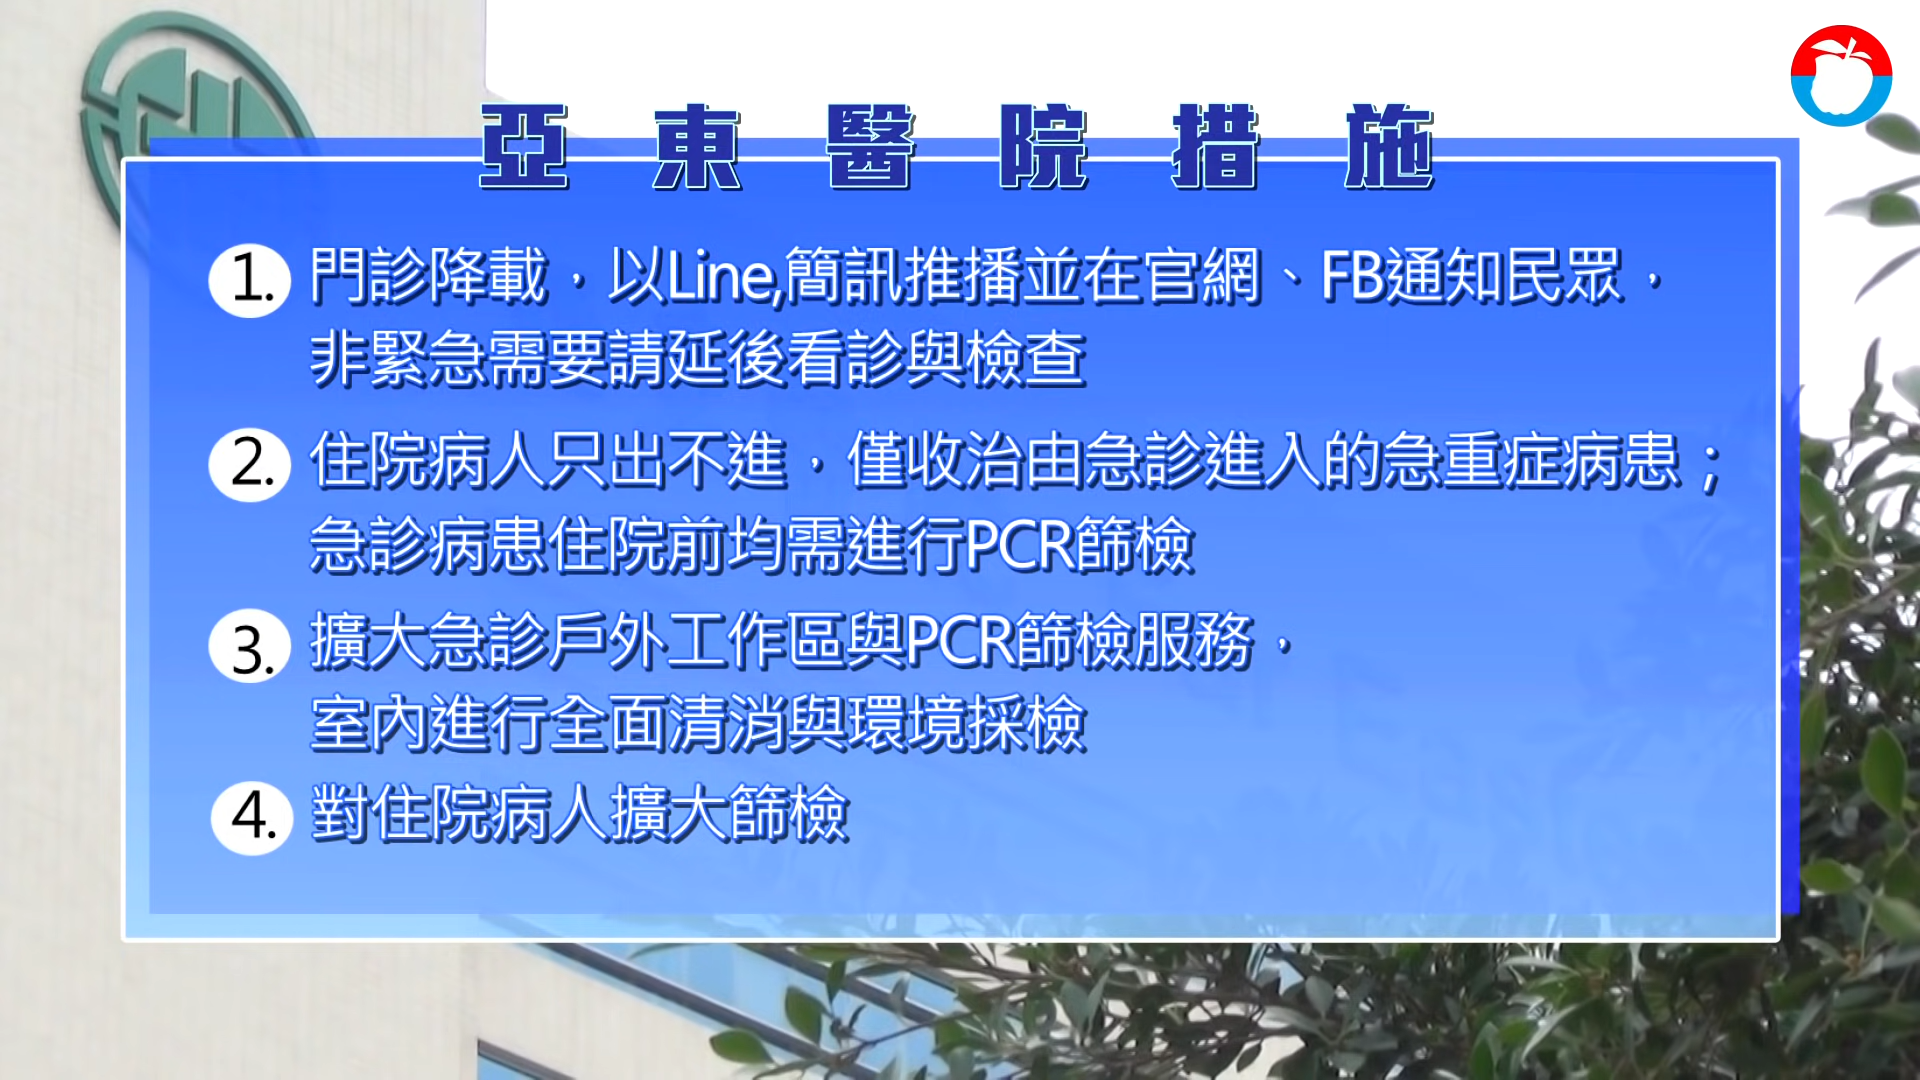 亞東醫院措施
1. 門診降載，以Line,簡訊推播並在官網、FB通知民眾，
非緊急需要請延後看診與檢查
2. 住院病人只出不進，僅收治由急診進入的急重症病患；
急診病患住院前均需進行PCR篩檢
3. 擴大急診戶外工作區與PCR篩檢服務，
室內進行全面清消與環境採檢
4. 對住院病人擴大篩檢